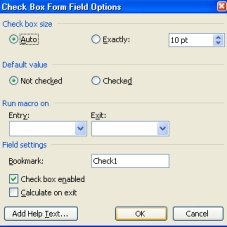 Check Box Form Field Options
Check box size
Auto
Exactly:
10 pt
Default value
Not checked
Checked
Run macro on
Entry:
Exit:
Field settings
Bookmark:
Check1
Check box enabled
Calculate on exit
Add Help Text...
OK
Cancel